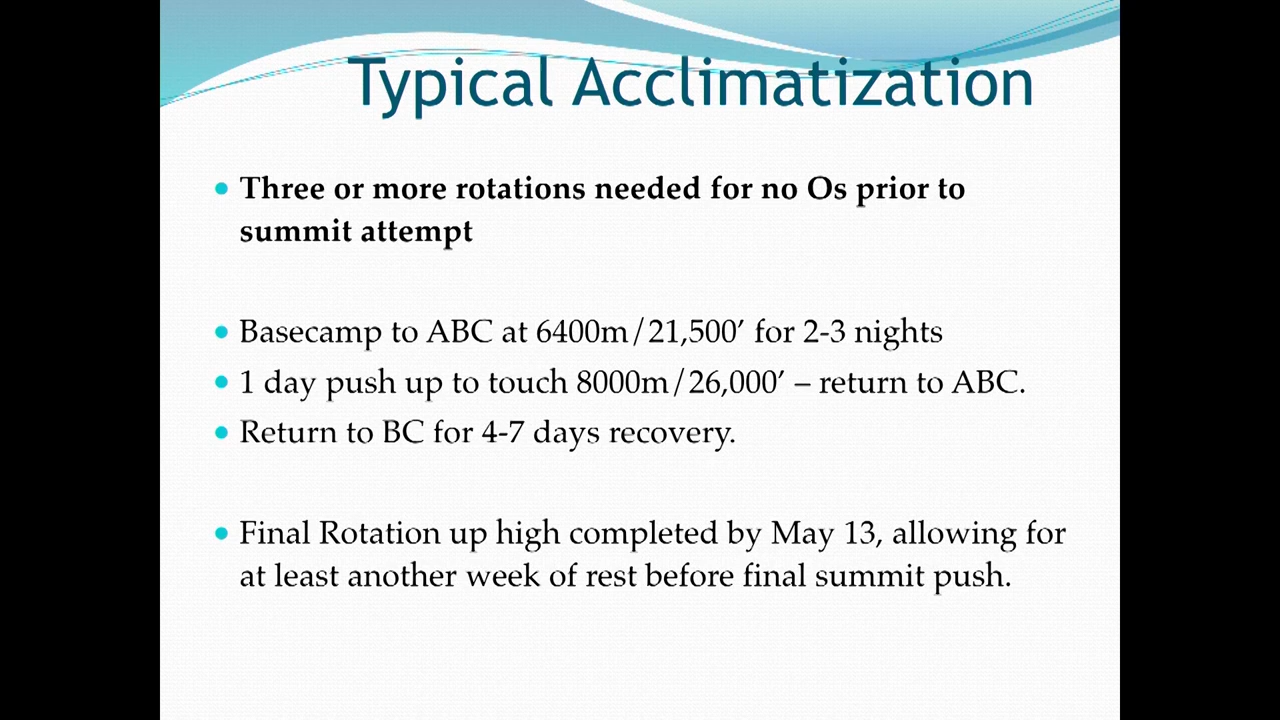 Typical Acclimatization
• Three or more rotations needed for no Os prior to
summit attempt
• Basecamp to ABC at 6400m/21,500’ for 2-3 nights
• 1 day push up to touch 8000m/26,000’ – return to ABC.
• Return to BC for 4-7 days recovery.
• Final Rotation up high completed by May 13, allowing for
at least another week of rest before final summit push.